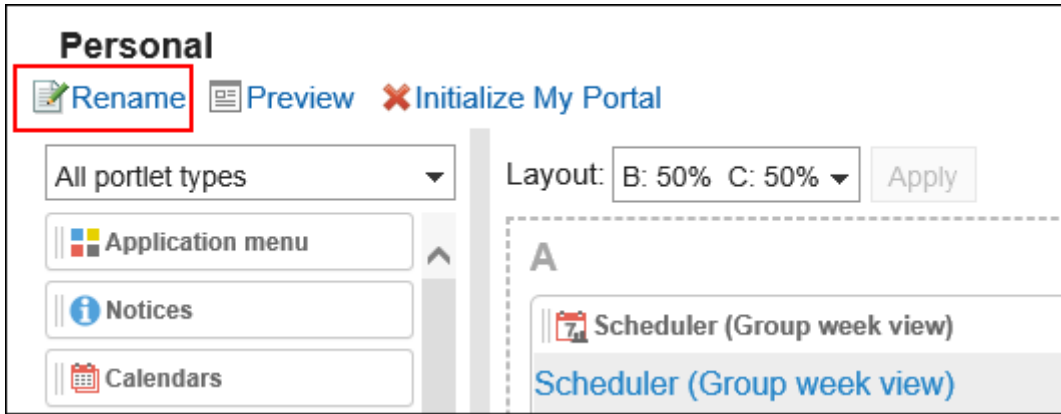 Personal
Rename Preview Initialize My Portal
All portlet types
Layout: B: 50% C: 50% Apply
Application menu
A
Notices
7 Scheduler (Group week view)
Calendars
Scheduler (Group week view)